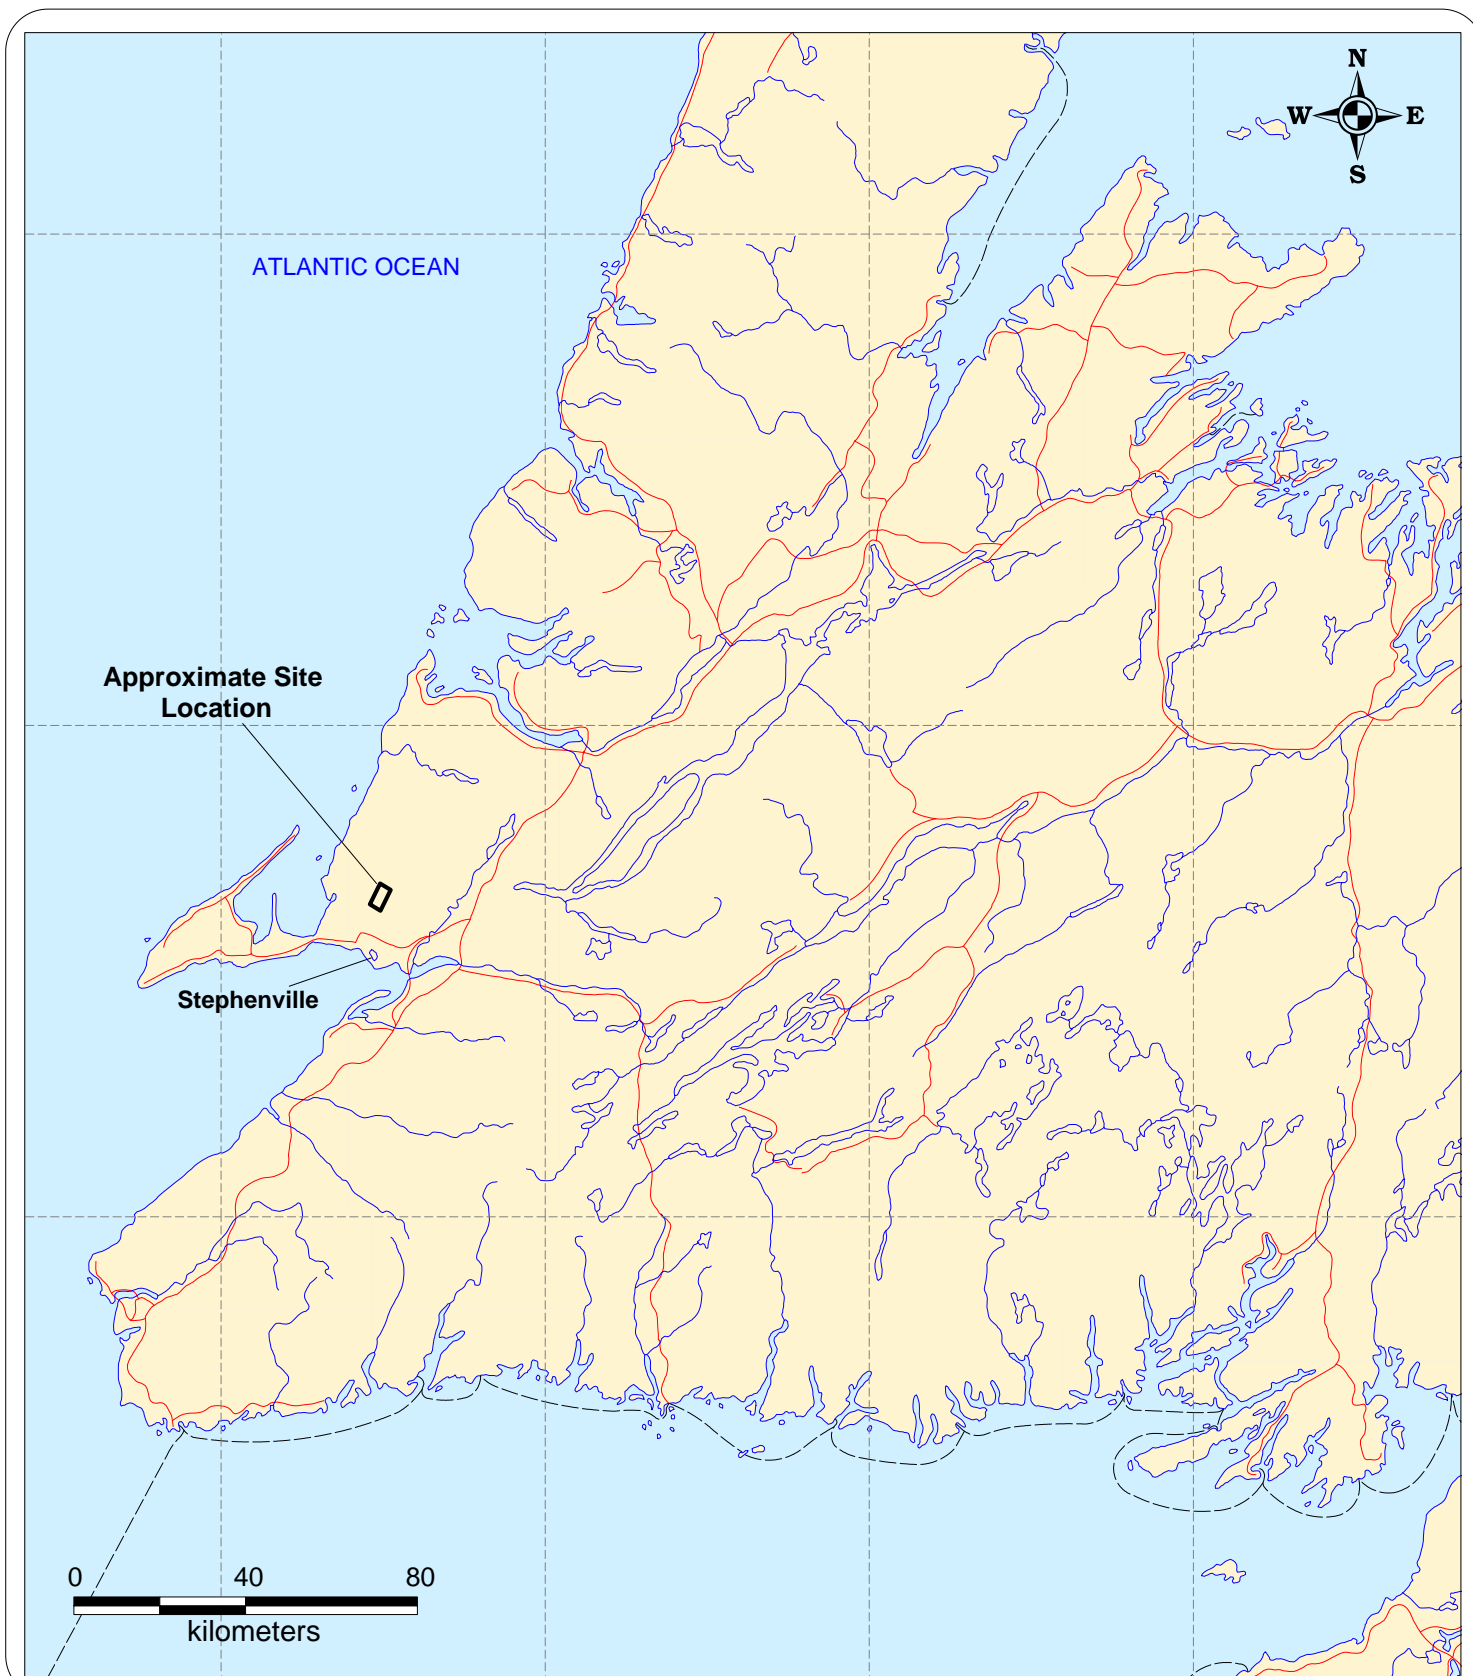 N
W E
S
ATLANTIC OCEAN
Approximate Site
Location
Stephenville
0 40 80
kilometers